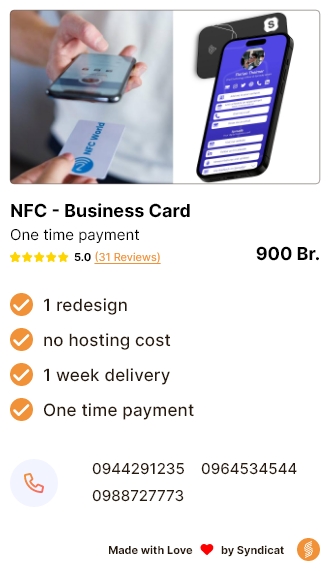 NFC World
S
NFC - Business Card
One time payment
5.0 (31 Reviews)
900 Br.
1 redesign
no hosting cost
1 week delivery
One time payment
0944291235 0964534544
0988727773
Made with Love by Syndicat